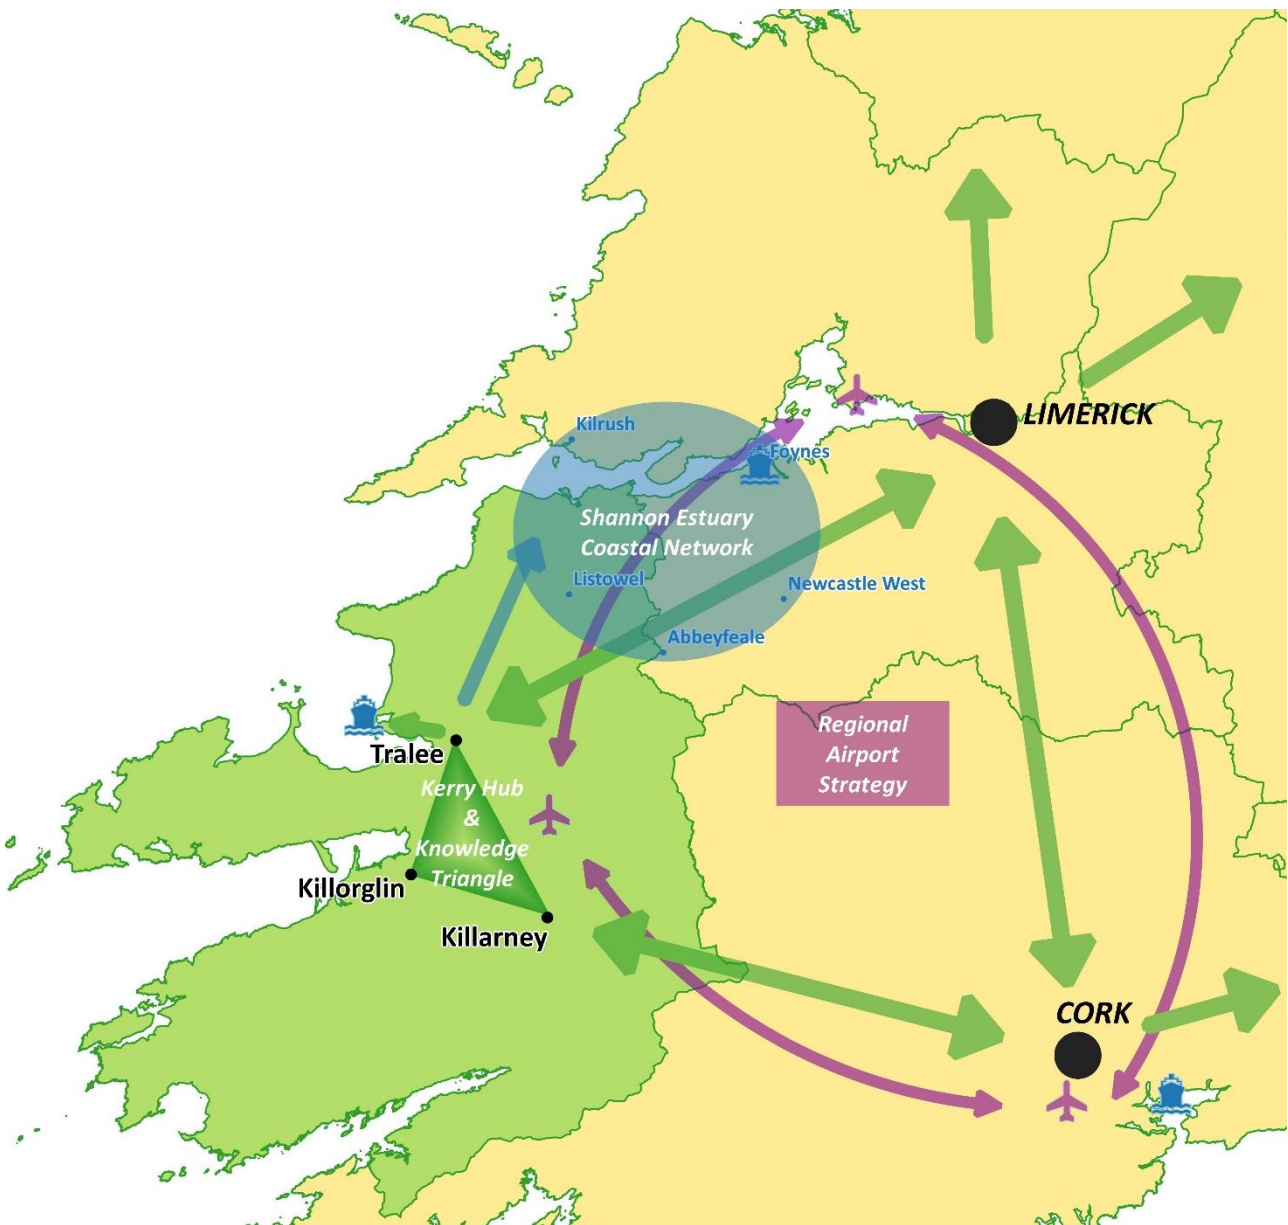 LIMERICK
Kilrush
Foynes
Shannon Estuary
Coastal Network
Listowel
Newcastle West
Abbeyfeale
Regional
Airport
Strategy
Tralee
Kerry Hub
&
Knowledge
Triangle
Killorglin
Killarney
CORK